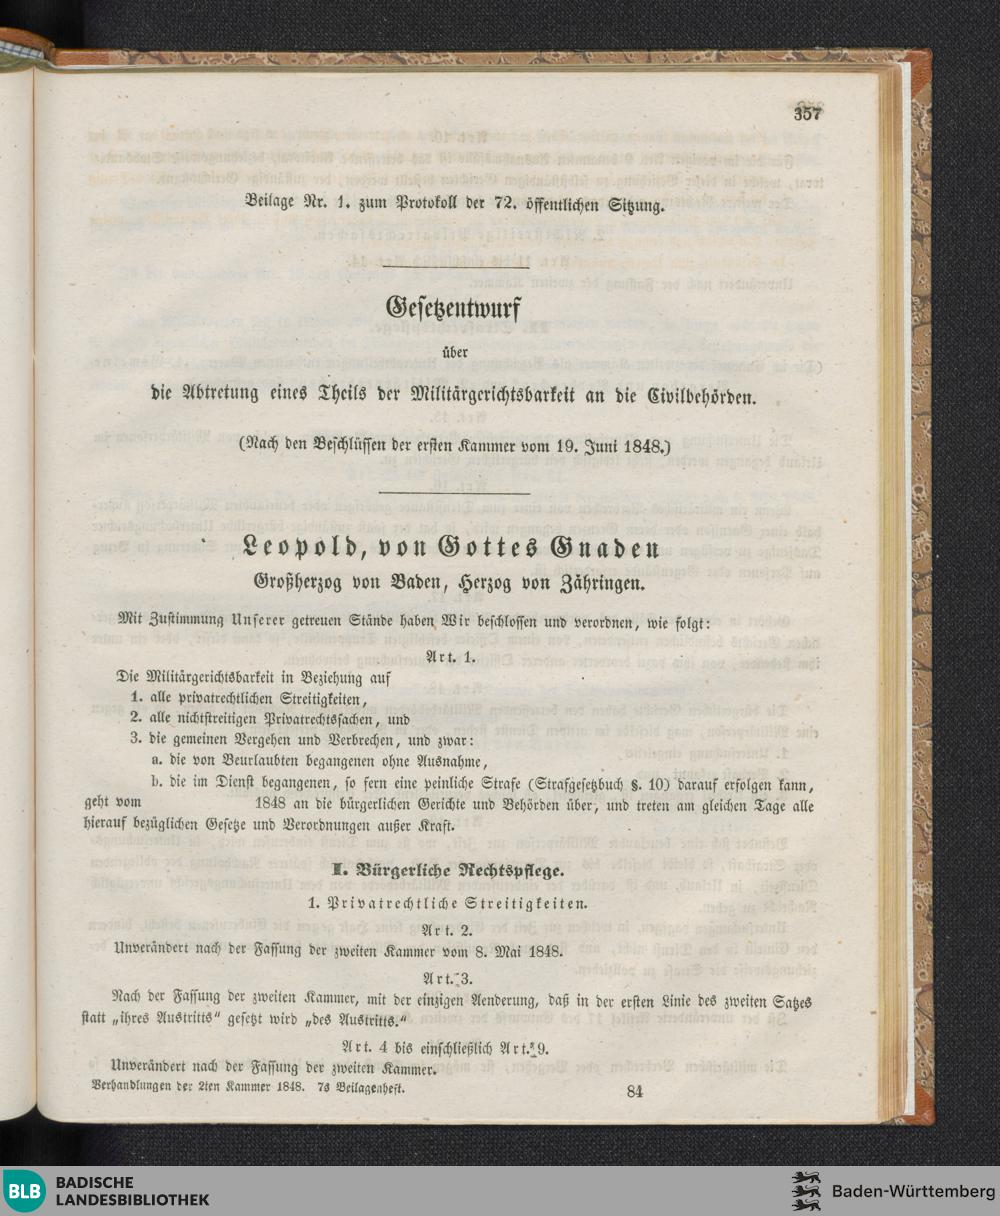 357
Beilage Nr. 1. zum Protokoll der 72. öffentlichen Sitzung.
Gesetzentwurf
über
die Abtretung eines Theils der Militärgerichtsbarkeit an die Civilbehörden.
(Nach den Beschlüssen der ersten Kammer vom 19. Juni 1848.)
Leopold, von Gottes Gnaden
Großherzog von Baden, Herzog von Zähringen.
Mit Zustimmung Unserer getreuen Stände haben Wir beschlossen und verordnen, wie folgt:
Art. 1.
Die Militärgerichtsbarkeit in Beziehung auf
1. alle privatrechtlichen Streitigkeiten,
2. alle nichtstreitigen Privatrechtssachen, und
3. die gemeinen Vergehen und Verbrechen, und zwar:
a. die von Beurlaubten begangenen ohne Ausnahme,
b. die im Dienst begangenen, so fern eine peinliche Strafe (Strafgesetzbuch §. 10) darauf erfolgen kann,
geht vom 1848 an die bürgerlichen Gerichte und Behörden über, und treten am gleichen Tage alle
hierauf bezüglichen Gesetze und Verordnungen außer Kraft.
I. Bürgerliche Rechtspflege.
1. Privatrechtliche Streitigkeiten.
Art. 2.
Unverändert nach der Fassung der zweiten Kammer vom 8. Mai 1848.
Art. 3.
Nach der Fassung der zweiten Kammer, mit der einzigen Aenderung, daß in der ersten Linie des zweiten Satzes
statt „ihres Austritts" gesetzt wird „des Austritts."
Art. 4 bis einschließlich Art. 9.
Unverändert nach der Fassung der zweiten Kammer.
Verhandlungen der 2ten Kammer 1848. 7s Beilagenheft.
84
BLB
BADISCHE
LANDESBIBLIOTHEK
Baden-Württemberg